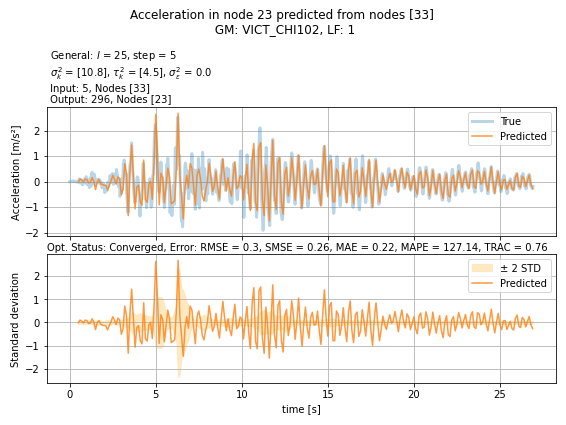 Acceleration in node 23 predicted from nodes [33]
GM: VICT_CHI102, LF: 1
General: l = 25, step = 5
σ²ₖ = [10.8], τ²ₖ = [4.5], σ²ε = 0.0
Input: 5, Nodes [33]
Output: 296, Nodes [23]
Acceleration [m/s²]
2
1
0
−1
−2
True
Predicted
Opt. Status: Converged, Error: RMSE = 0.3, SMSE = 0.26, MAE = 0.22, MAPE = 127.14, TRAC = 0.76
Standard deviation
2
1
0
−1
−2
± 2 STD
Predicted
0 5 10 15 20 25
time [s]